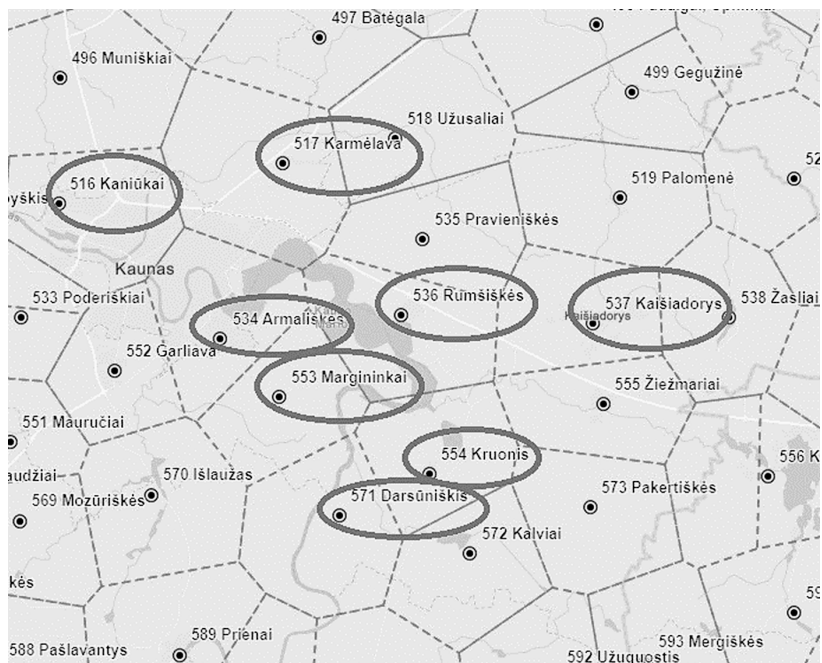 497 Batėgala
496 Muniškiai
499 Gegužinė
518 Užusaliai
517 Karmėlava
516 Kaniūkai
519 Palomenė
535 Pravieniškės
Kaunas
533 Poderiškiai
536 Rumšiškės
537 Kaišiadorys
538 Žasliai
Kaišiadorys
534 Armališkės
552 Garliava
553 Margininkai
555 Žiežmariai
551 Mauručiai
554 Kruonis
556 K
570 Išlaužas
569 Mozūriškės
571 Darsūniškis
573 Pakertiškės
572 Kalviai
588 Pašlavantys
589 Prienai
593 Mergiškės
592 Užuguostis